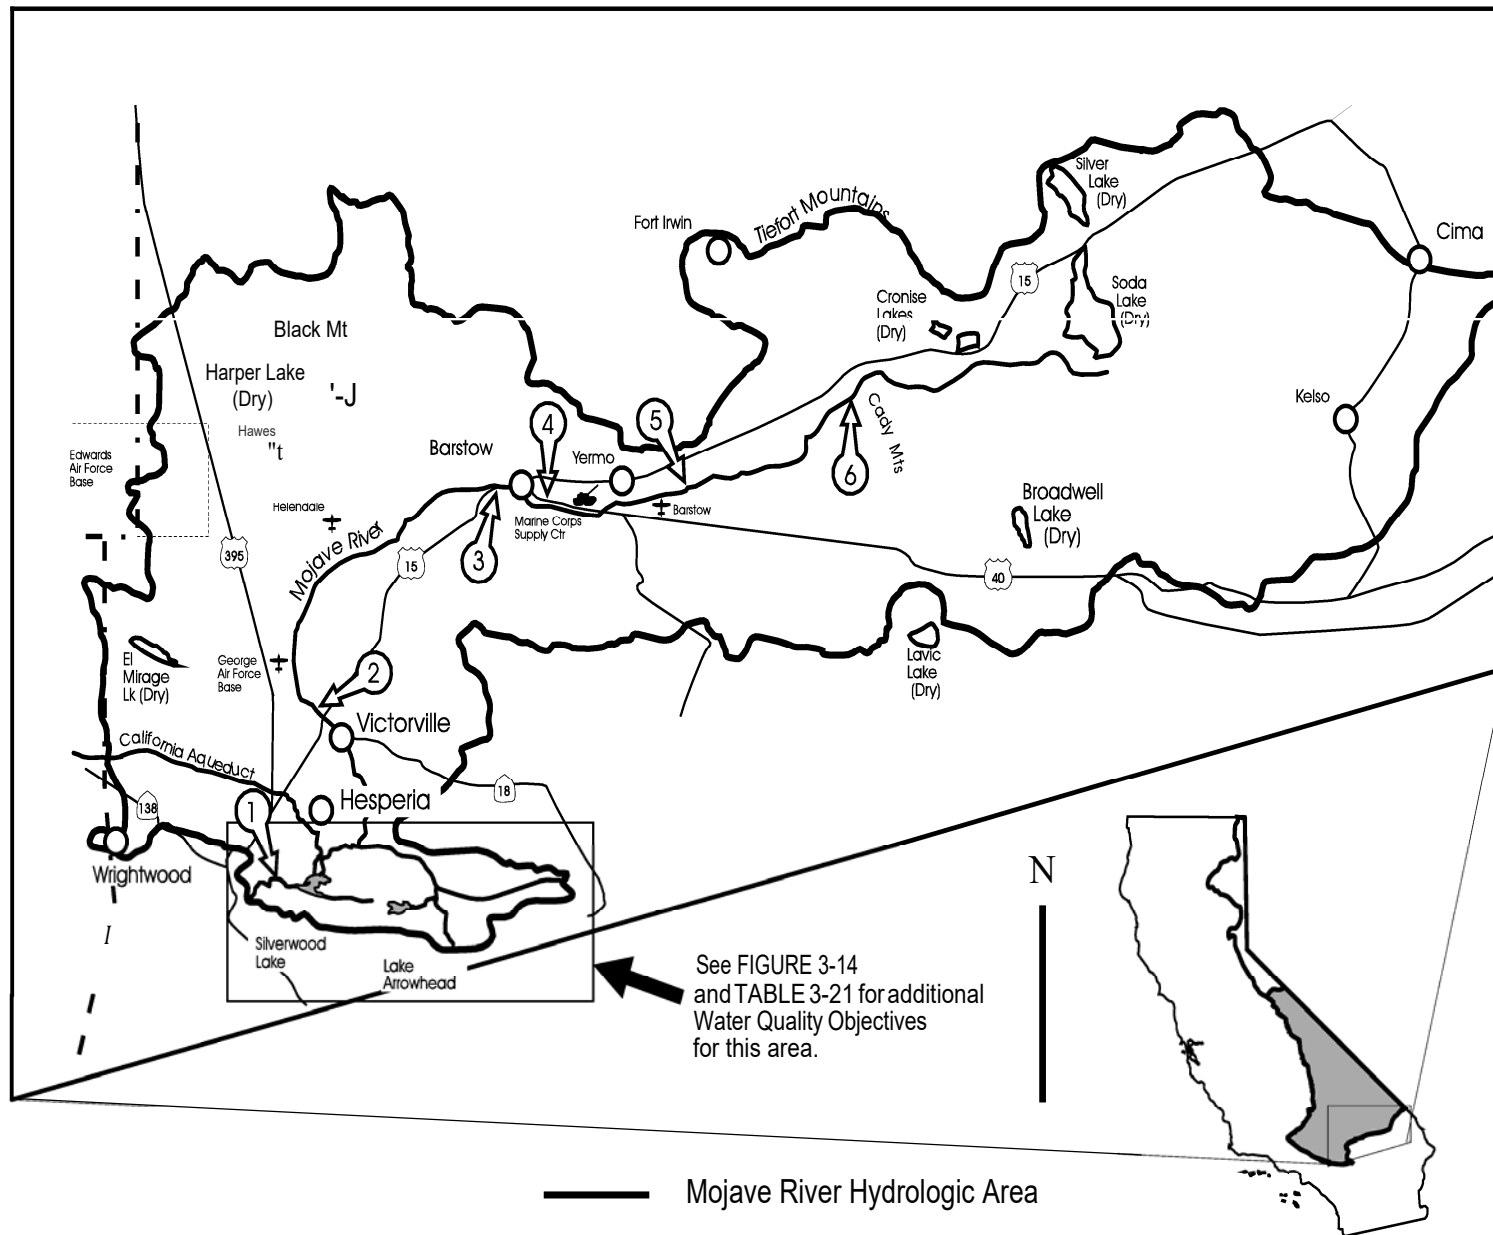 Silver
Lake
(Dry)
Fort Irwin
Tiefort Mountains
Cima
15
Soda
Lake
(Dry)
Cronise
Lakes
(Dry)
Black Mt
Harper Lake
(Dry)
'-J
Hawes
"t
Kelso
Cady Mts
4
5
6
Barstow
Yermo
Edwards
Air Force
Base
Broadwell
Lake
(Dry)
Helendale
Barstow
Marine Corps
Supply Ctr
Mojave River
395
15
3
40
El
Mirage
Lk (Dry)
George
Air Force
Base
2
Lavic
Lake
(Dry)
Victorville
California Aqueduct
18
138
1
Hesperia
Wrightwood
N
I
Silverwood
Lake
Lake
Arrowhead
See FIGURE 3-14
and TABLE 3-21 for additional
Water Quality Objectives
for this area.
Mojave River Hydrologic Area